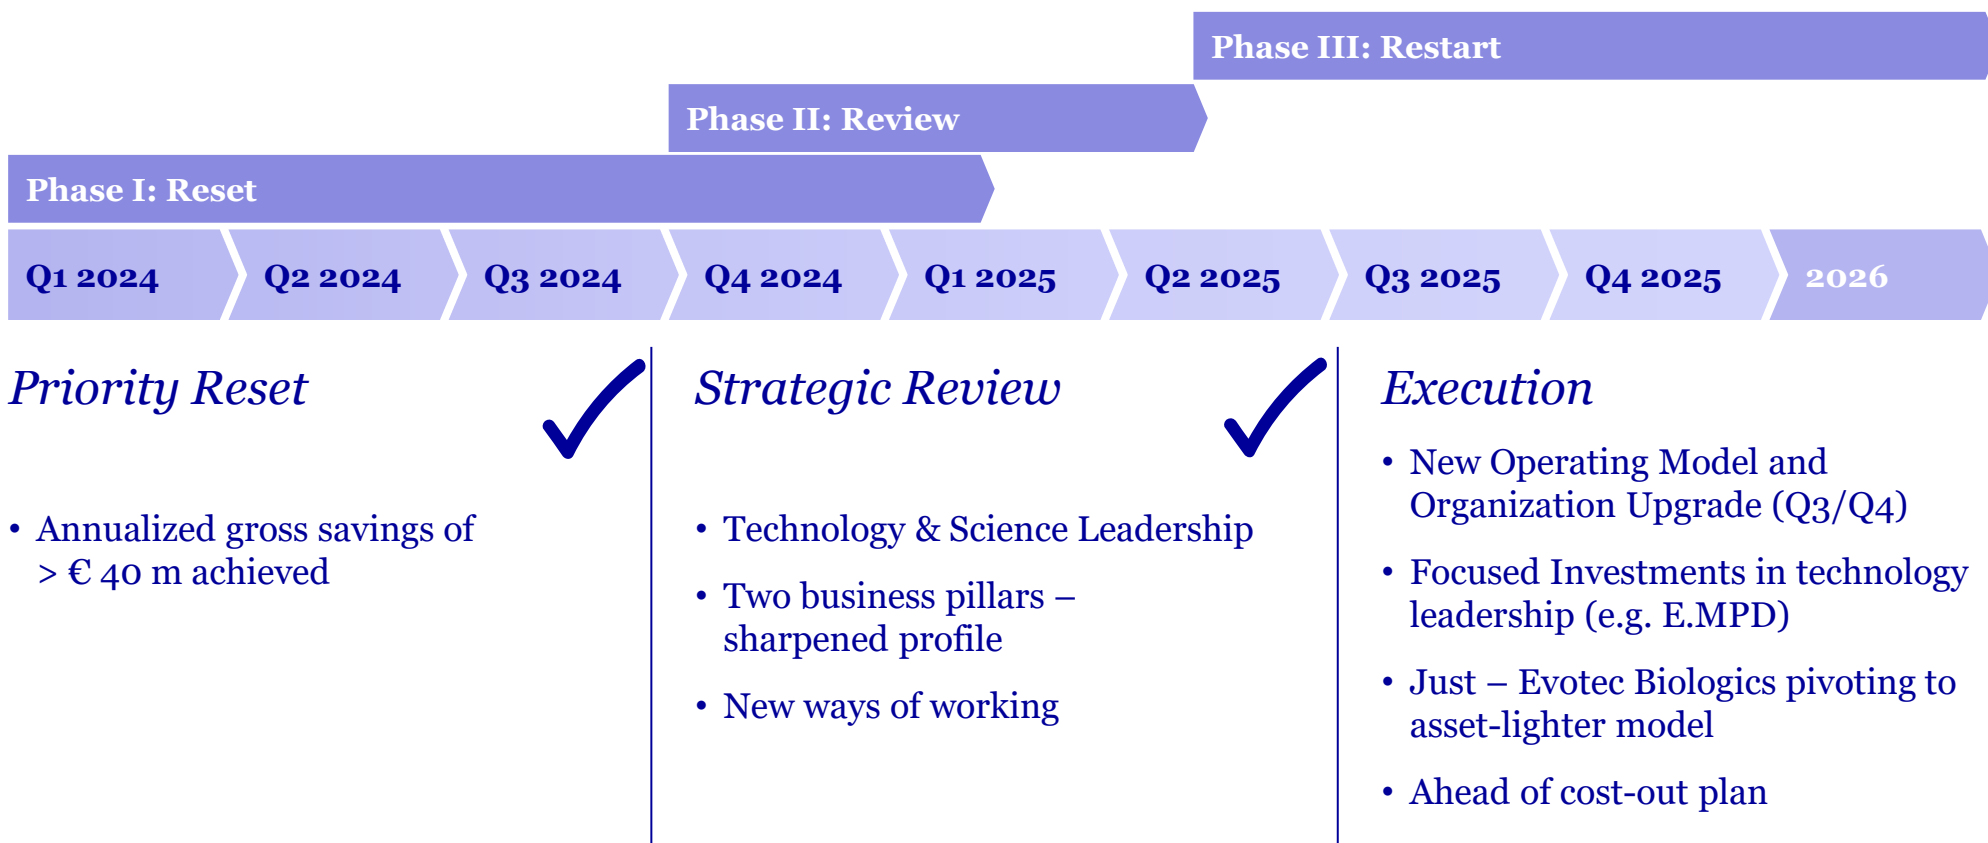 Phase III: Restart
Phase II: Review
Phase I: Reset
Q1 2024
Q2 2024
Q3 2024
Q4 2024
Q1 2025
Q2 2025
Q3 2025
Q4 2025
2026
Priority Reset
• Annualized gross savings of
> € 40 m achieved
Strategic Review
• Technology & Science Leadership
• Two business pillars –
sharpened profile
• New ways of working
Execution
• New Operating Model and
Organization Upgrade (Q3/Q4)
• Focused Investments in technology
leadership (e.g. E.MPD)
• Just – Evotec Biologics pivoting to
asset-lighter model
• Ahead of cost-out plan